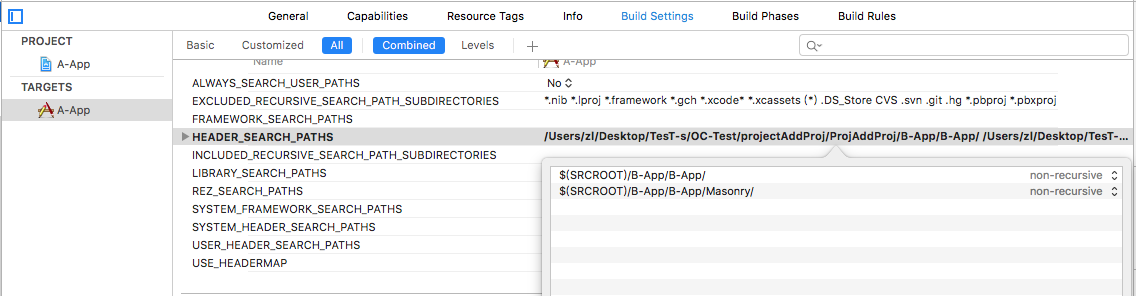 General Capabilities Resource Tags Info Build Settings Build Phases Build Rules
PROJECT
A-App
TARGETS
A-App
Basic Customized All Combined Levels +
Name A-App
ALWAYS_SEARCH_USER_PATHS No
EXCLUDED_RECURSIVE_SEARCH_PATH_SUBDIRECTORIES *.nib *.lproj *.framework *.gch *.xcode* *.xcassets (*) .DS_Store CVS .svn .git .hg *.pbproj *.pbxproj
FRAMEWORK_SEARCH_PATHS
HEADER_SEARCH_PATHS /Users/zl/Desktop/TesT-s/OC-Test/projectAddProj/ProjAddProj/B-App/B-App/ /Users/zl/Desktop/TesT-...
INCLUDED_RECURSIVE_SEARCH_PATH_SUBDIRECTORIES
LIBRARY_SEARCH_PATHS
REZ_SEARCH_PATHS
SYSTEM_FRAMEWORK_SEARCH_PATHS
SYSTEM_HEADER_SEARCH_PATHS
USER_HEADER_SEARCH_PATHS
USE_HEADERMAP
$(SRCROOT)/B-App/B-App/ non-recursive
$(SRCROOT)/B-App/B-App/Masonry/ non-recursive